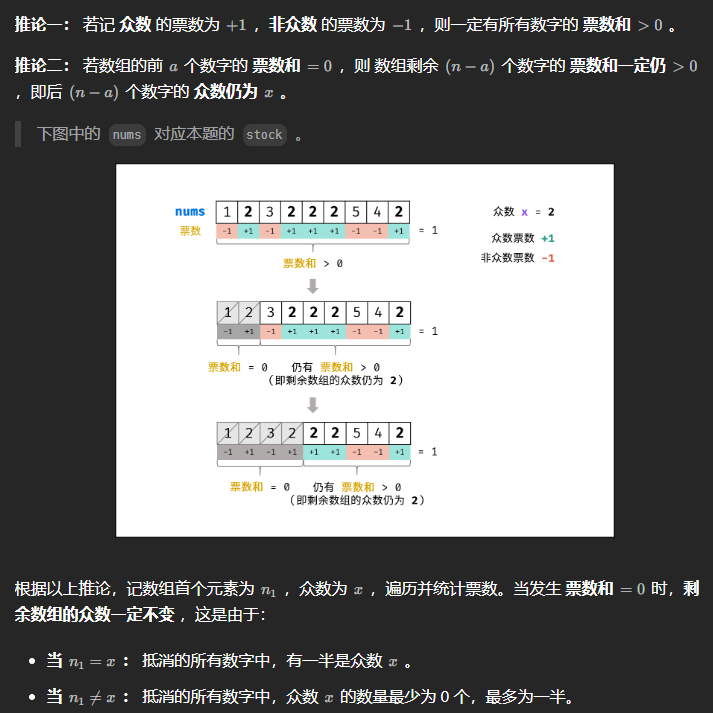 推论一： 若记 众数 的票数为 +1 ，非众数 的票数为 −1 ，则一定有所有数字的 票数和 > 0 。
推论二： 若数组的前 a 个数字的 票数和 = 0 ，则 数组剩余 (n − a) 个数字的 票数和一定仍 > 0
，即后 (n − a) 个数字的 众数仍为 x 。
下图中的 nums 对应本题的 stock 。
nums 1 2 3 2 2 2 5 4 2 众数 x = 2
票数 -1 +1 -1 +1 +1 +1 -1 -1 +1 = 1 众数票数 +1
非众数票数 -1
票数和 > 0
1 2 3 2 2 2 5 4 2
-1 +1 -1 +1 +1 +1 -1 -1 +1 = 1
票数和 = 0 仍有 票数和 > 0
（即剩余数组的众数仍为 2）
1 2 3 2 2 2 5 4 2
-1 +1 -1 +1 +1 +1 -1 -1 +1 = 1
票数和 = 0 仍有 票数和 > 0
（即剩余数组的众数仍为 2）
根据以上推论，记数组首个元素为 n₁ ，众数为 x ，遍历并统计票数。当发生 票数和 = 0 时，剩
余数组的众数一定不变 ，这是由于：
• 当 n₁ = x ： 抵消的所有数字中，有一半是众数 x 。
• 当 n₁ ≠ x ： 抵消的所有数字中，众数 x 的数量最少为 0 个，最多为一半。